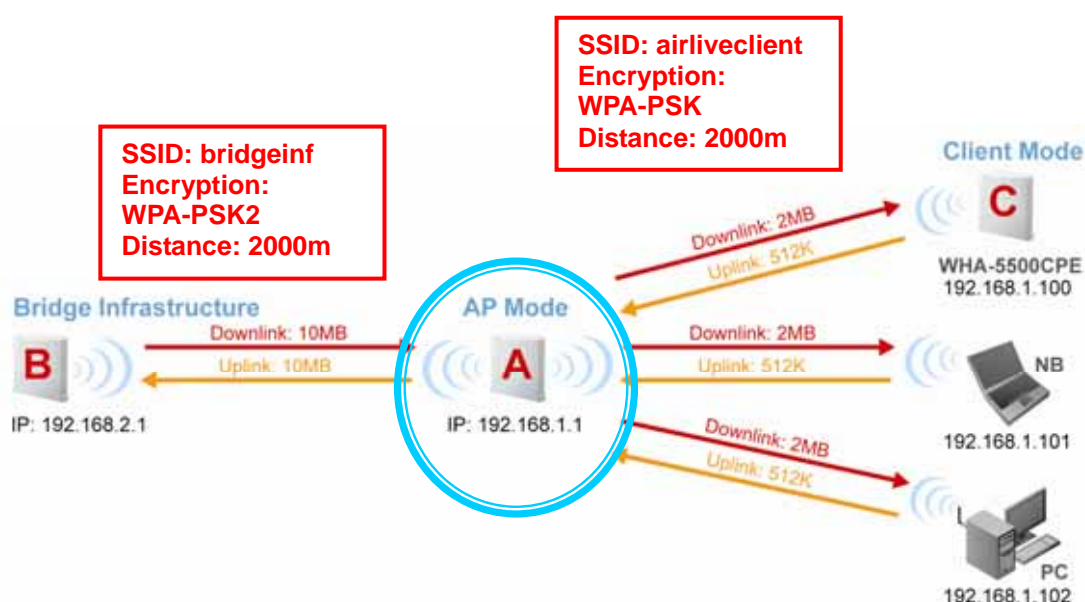 SSID: airliveclient
Encryption:
WPA-PSK
Distance: 2000m
SSID: bridgeinf
Encryption:
WPA-PSK2
Distance: 2000m
Client Mode
C
WHA-5500CPE
192.168.1.100
Downlink: 2MB
Uplink: 512K
Bridge Infrastructure
AP Mode
B
Downlink: 10MB
Uplink: 10MB
A
Downlink: 2MB
Uplink: 512K
NB
IP: 192.168.2.1
IP: 192.168.1.1
192.168.1.101
Downlink: 2MB
Uplink: 512K
PC
192.168.1.102